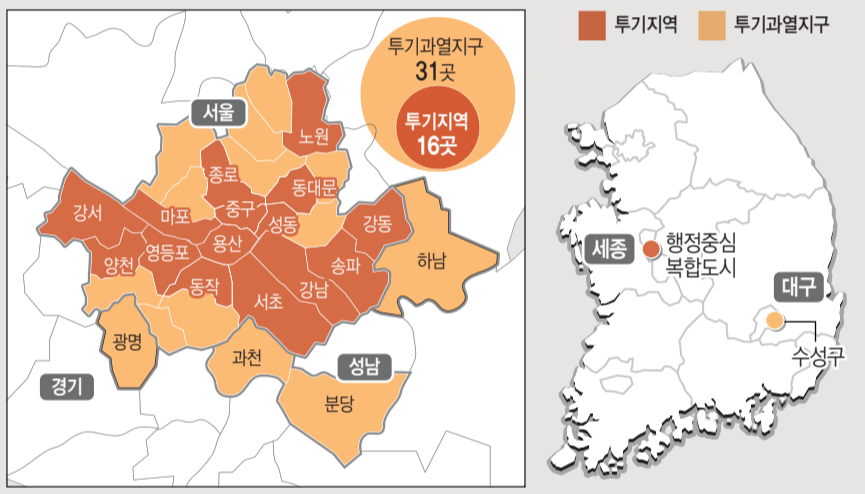 투기지역
투기과열지구
투기과열지구
31곳
투기지역
16곳
서울
노원
종로
동대문
강서
마포
중구
성동
강동
양천
영등포
용산
송파
하남
동작
서초
강남
광명
과천
성남
경기
분당
세종
행정중심
복합도시
대구
수성구